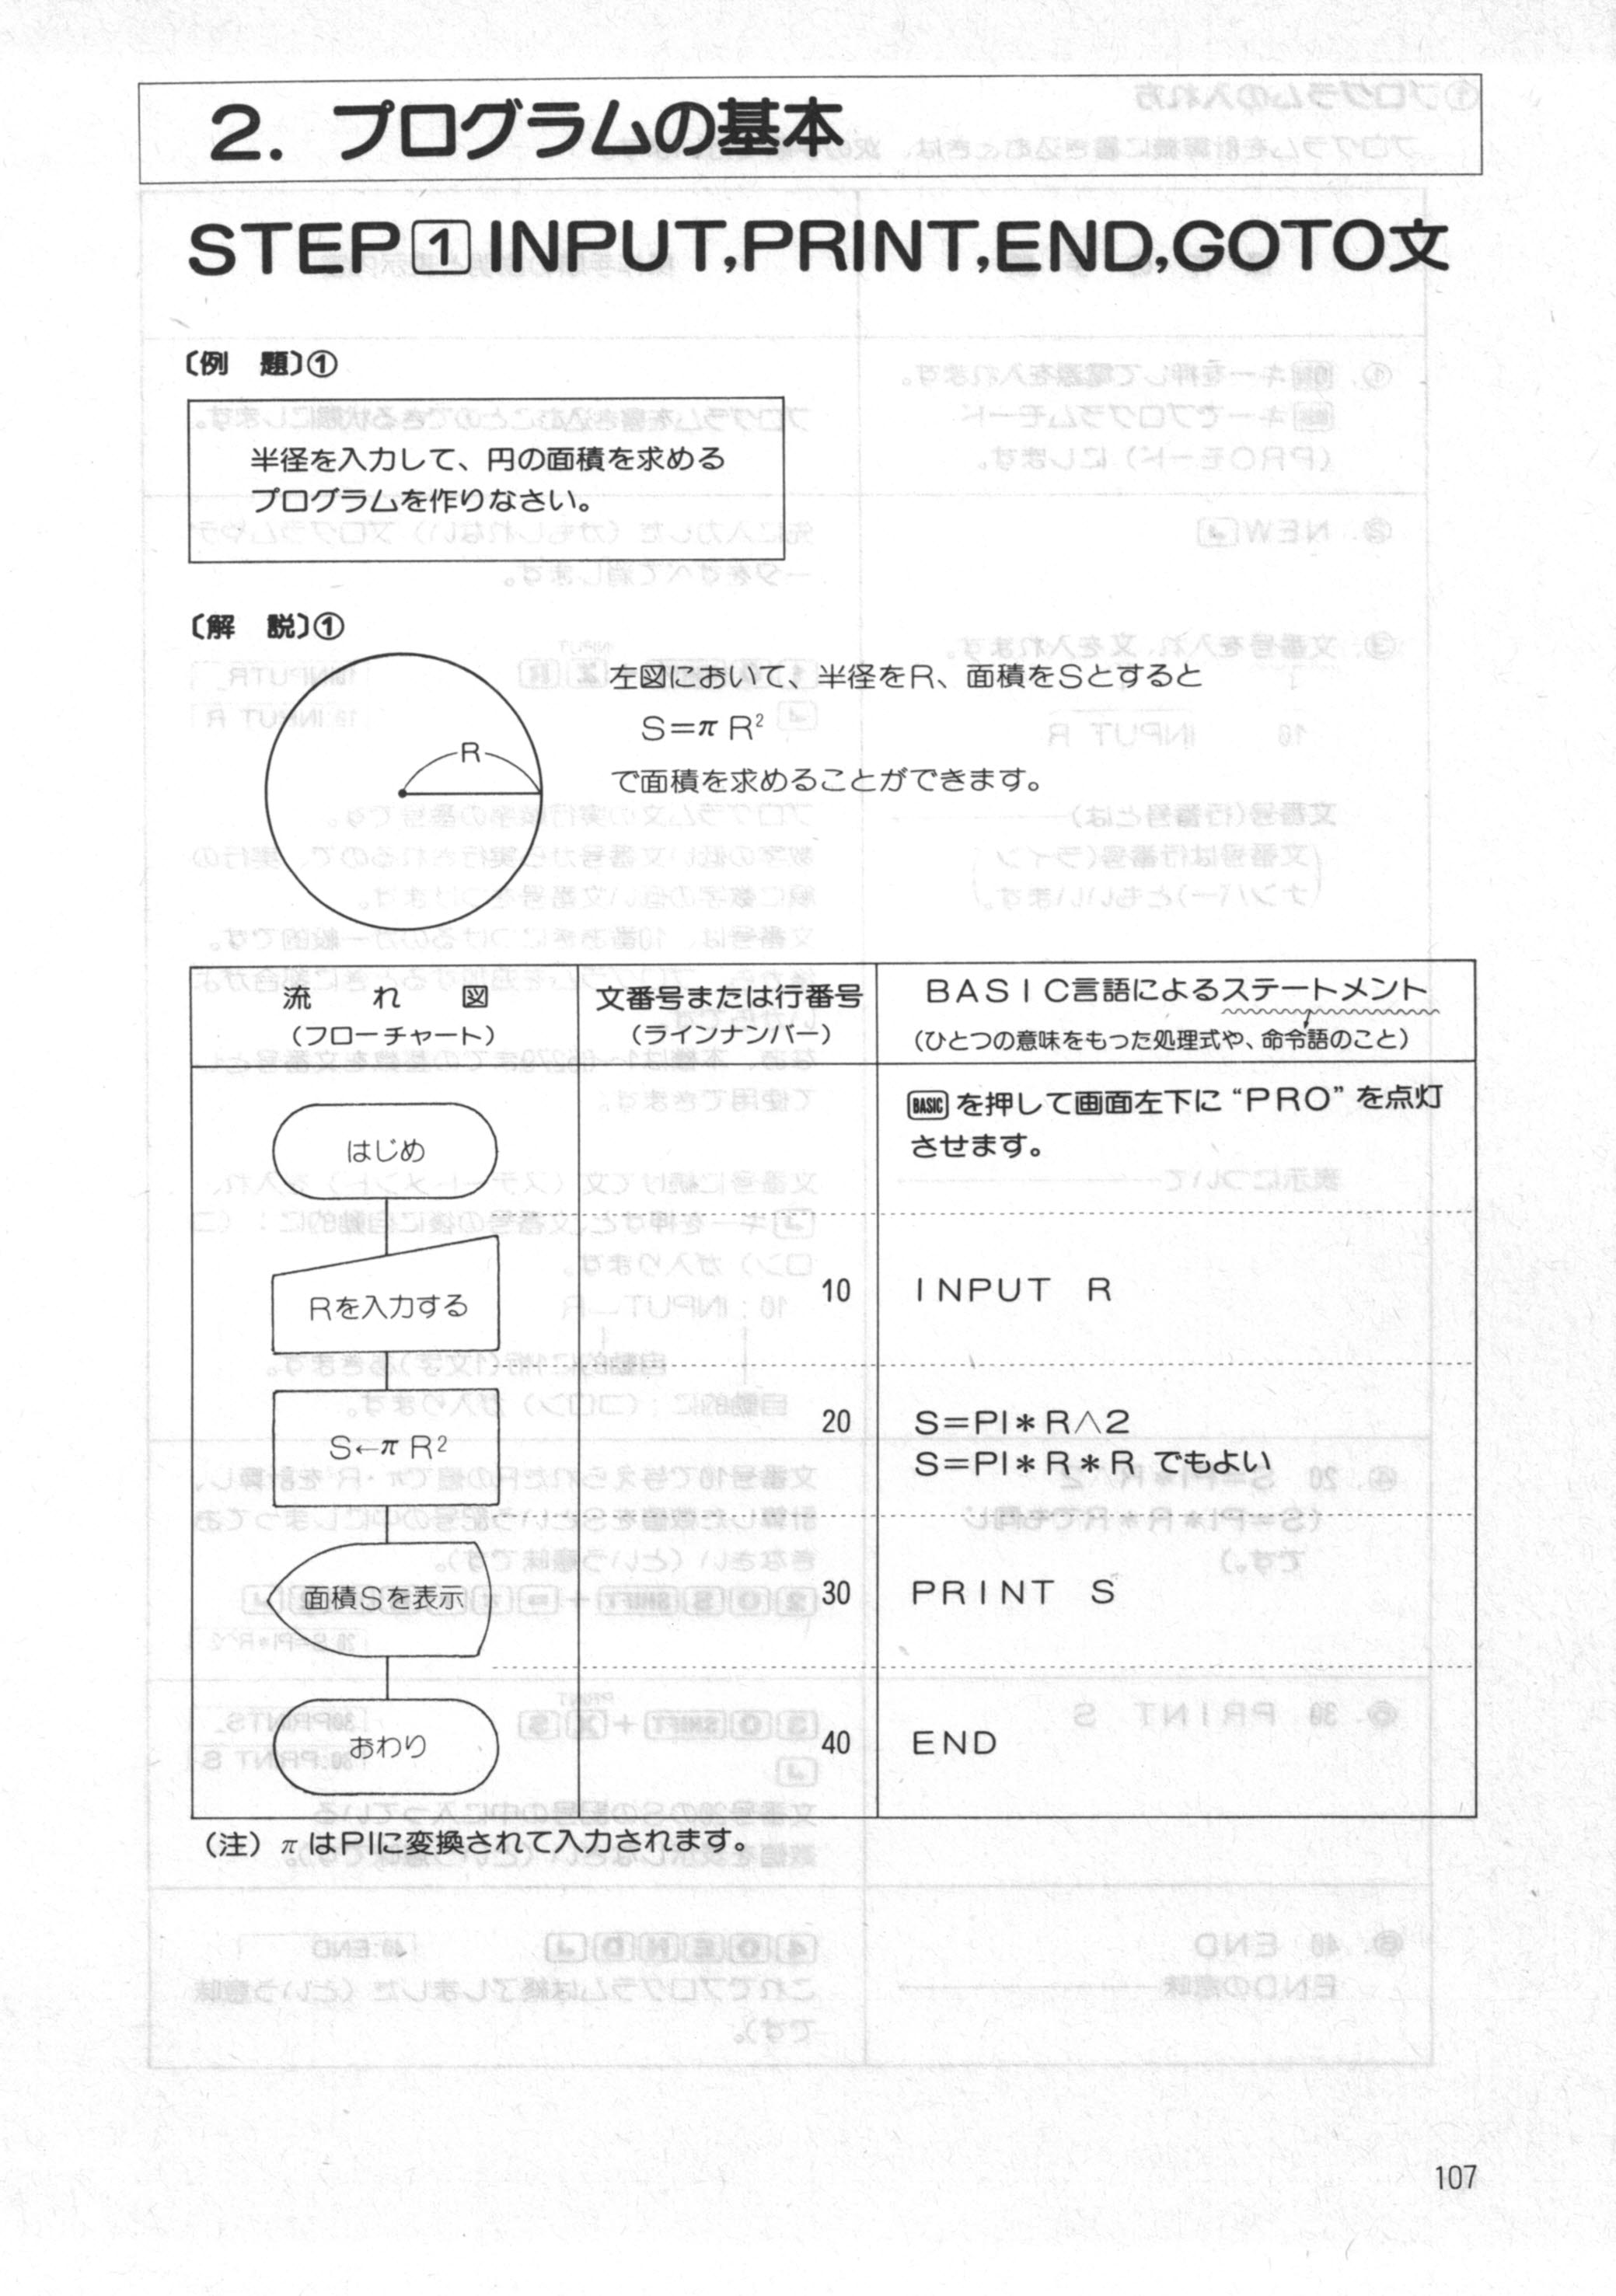 2. プログラムの基本
STEP 1 INPUT,PRINT,END,GOTO文
〔例 題〕①
半径を入力して、円の面積を求める
プログラムを作りなさい。
〔解 説〕①
R
左図において、半径をR、面積をSとすると
S=π R²
で面積を求めることができます。
流 れ 図
(フローチャート)
文番号または行番号
(ラインナンバー)
BASIC言語によるステートメント
(ひとつの意味をもった処理式や、命令語のこと)
はじめ
BASIC を押して画面左下に“PRO”を点灯
させます。
Rを入力する
10
INPUT R
S←π R²
20
S=PI*R∧2
S=PI*R*R でもよい
面積Sを表示
30
PRINT S
おわり
40
END
(注) π はPIに変換されて入力されます。
107